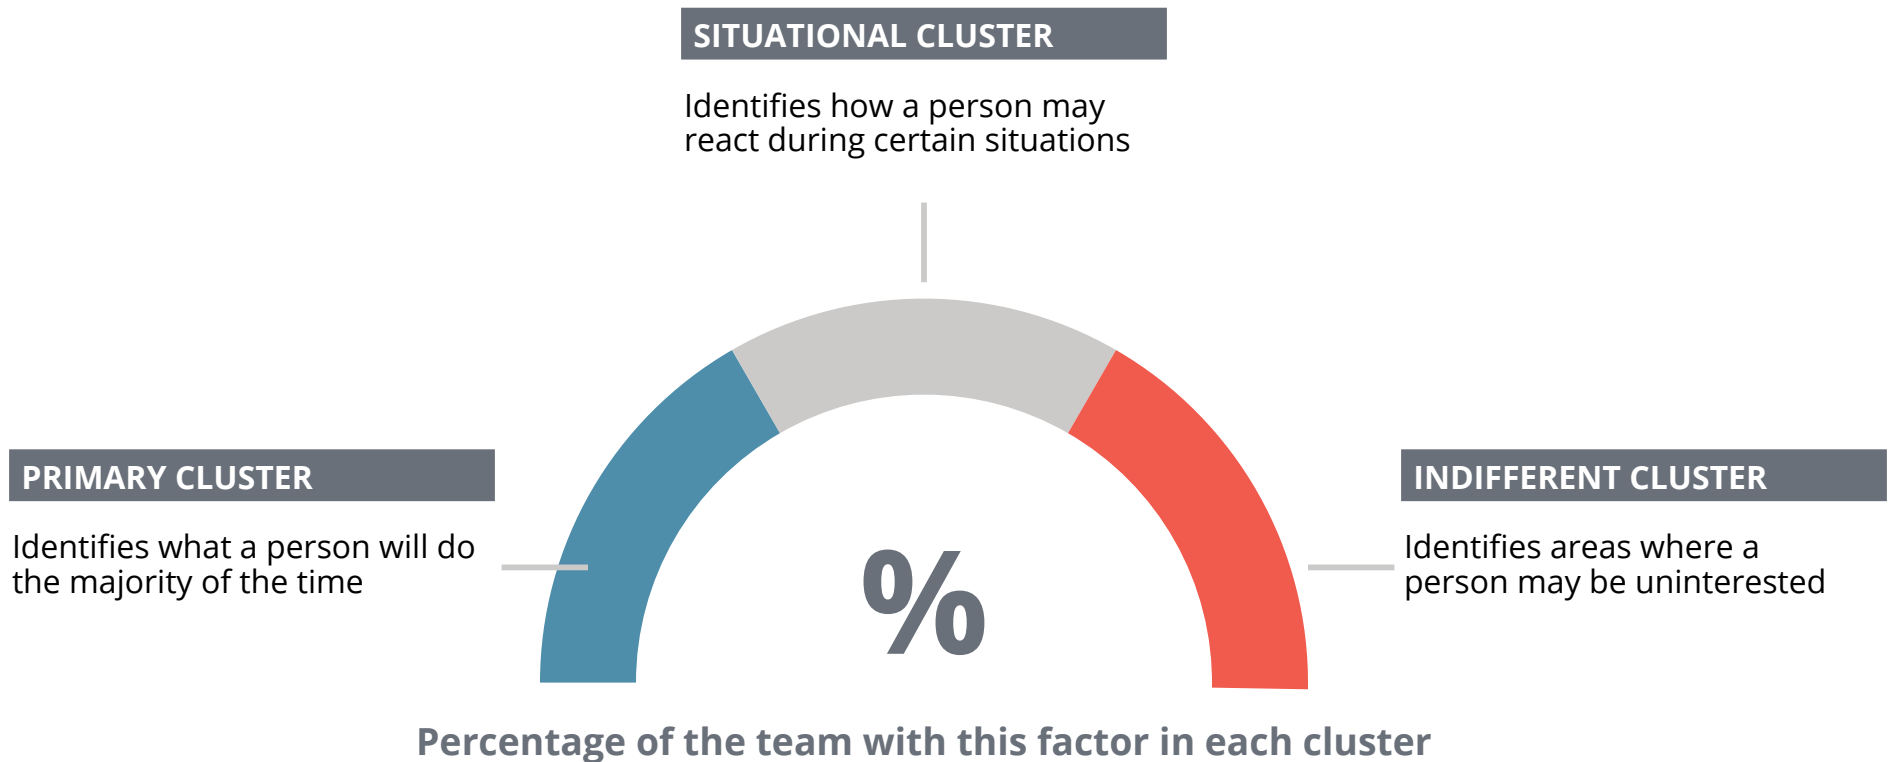 SITUATIONAL CLUSTER
Identifies how a person may
react during certain situations
PRIMARY CLUSTER
Identifies what a person will do
the majority of the time
INDIFFERENT CLUSTER
Identifies areas where a
person may be uninterested
%
Percentage of the team with this factor in each cluster